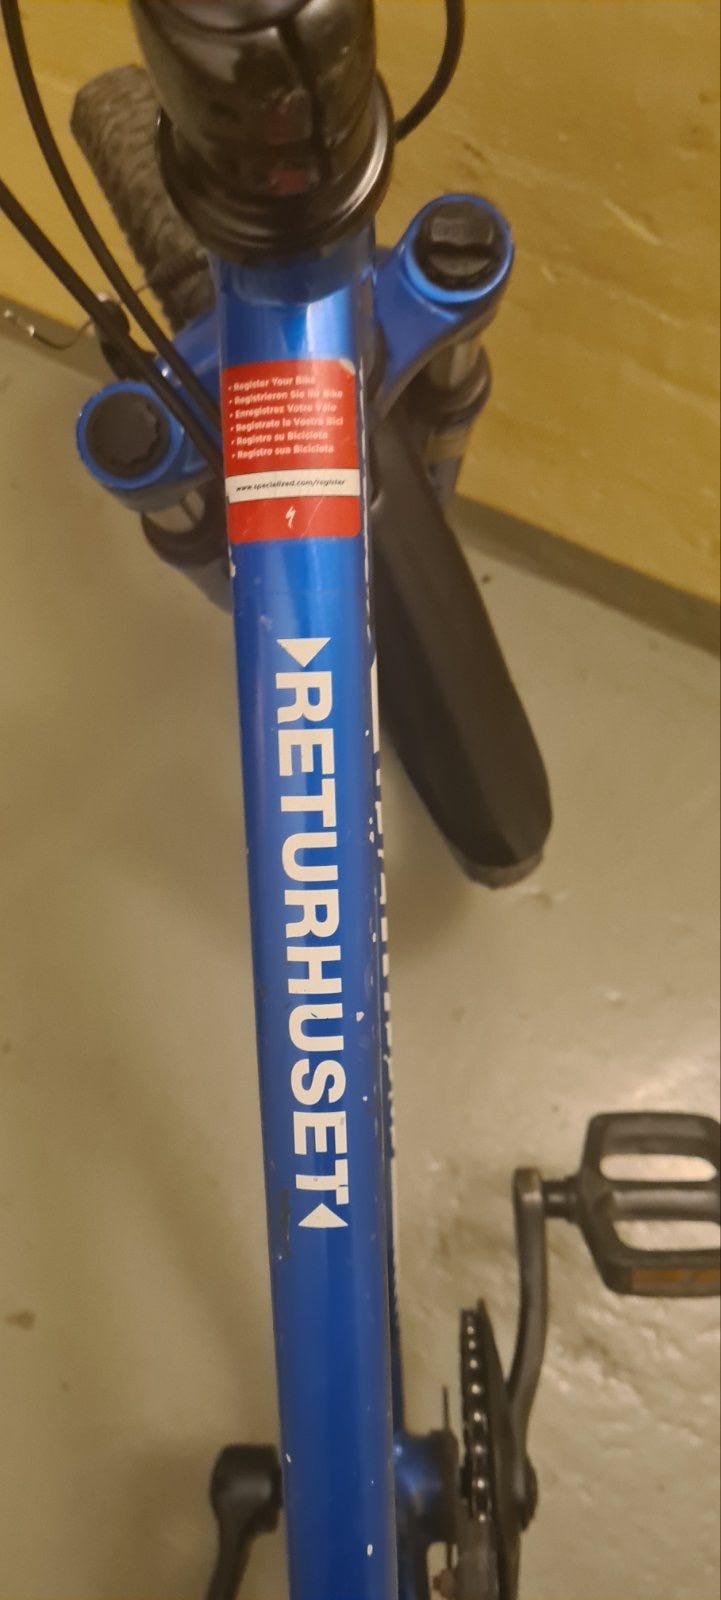 • Register Your Bike
• Registrieren Sie Ihr Bike
• Enregistrez Votre Vélo
• Registrate la Vostra Bici
• Registre su Bicicleta
• Registre sua Bicicleta
www.specialized.com/register
RETURHUSET